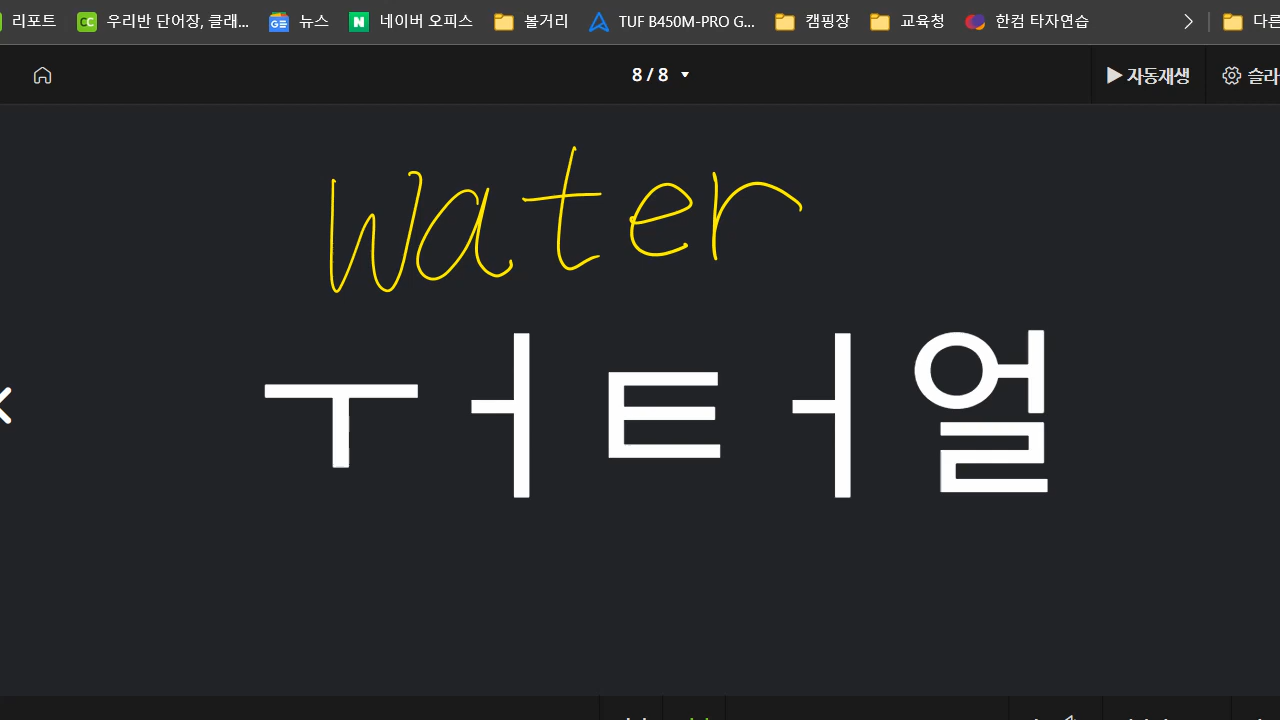 리포트 우리반 단어장, 클래... 뉴스 네이버 오피스 볼거리 TUF B450M-PRO G... 캠핑장 교육청 한컴 타자연습 다른
8 / 8 자동재생 슬라
water
ㅜㅓㅌㅓ얼